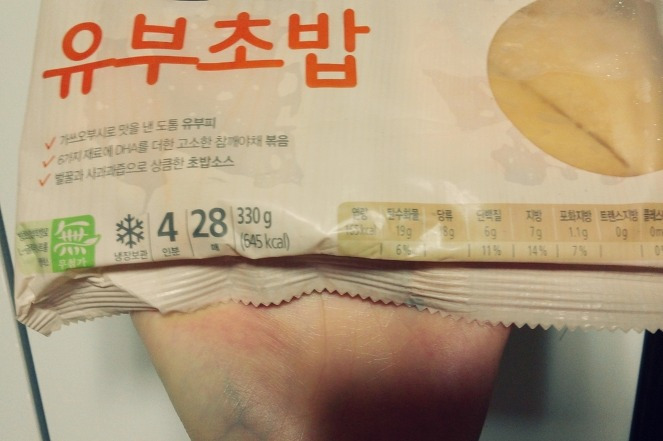 유부초밥
가쓰오부시로 맛을 낸 도톰 유부피
6가지 재료에 DHA를 더한 고소한 참깨야채 볶음
벌꿀과 사과과즙으로 상큼한 초밥소스
無
무첨가
냉장보관
4
인분
28
매
330 g
(645 kcal)
열량 탄수화물 당류 단백질 지방 포화지방 트랜스지방
19g 6g 7g 1.1g 0g
6% 11% 14% 7%